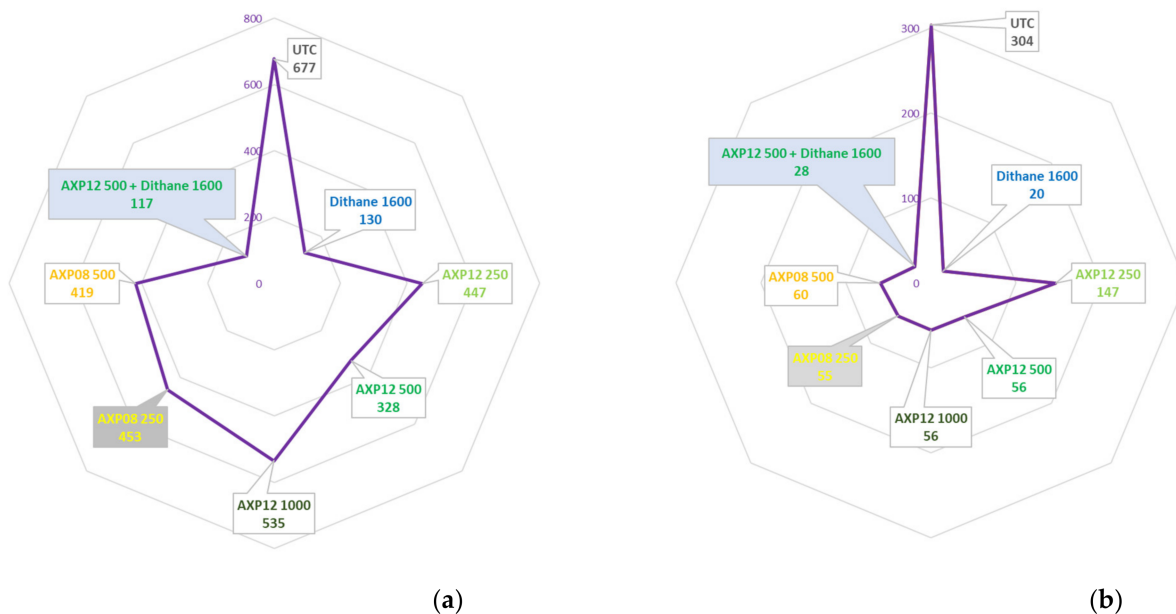 800
UTC
677
600
400
AXP12 500 + Dithane 1600
117
200
Dithane 1600
130
AXP08 500
419
0
AXP12 250
447
AXP12 500
328
AXP08 250
453
AXP12 1000
535
(a)
300
UTC
304
200
AXP12 500 + Dithane 1600
28
Dithane 1600
20
100
AXP08 500
60
0
AXP12 250
147
AXP08 250
55
AXP12 500
56
AXP12 1000
56
(b)